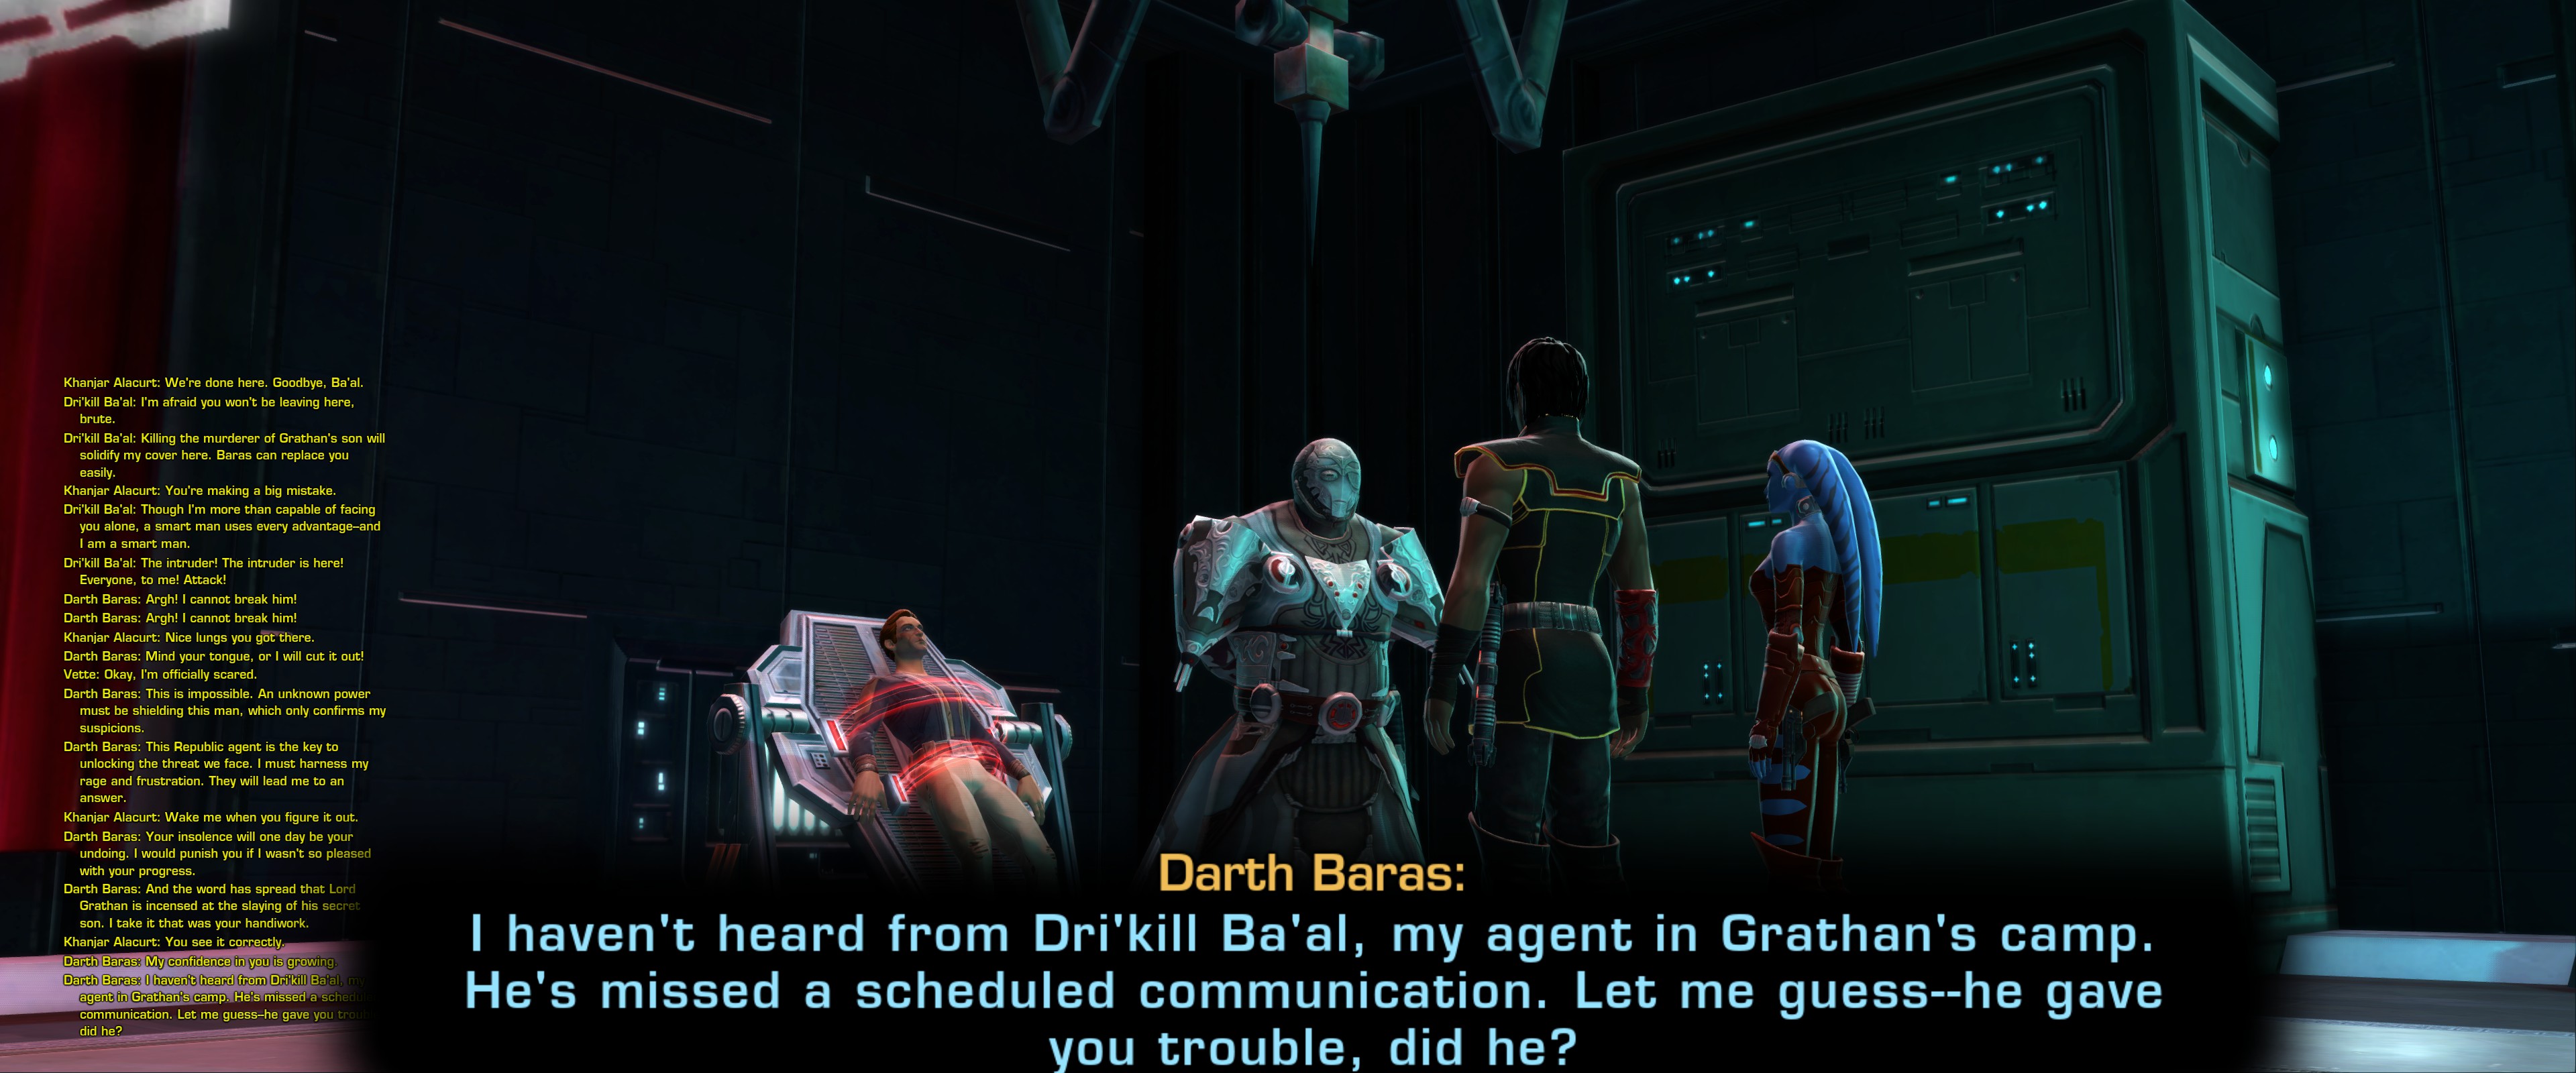 Khanjar Alacurt: We're done here. Goodbye, Ba'al.
Dri'kill Ba'al: I'm afraid you won't be leaving here,
brute.
Dri'kill Ba'al: Killing the murderer of Grathan's son will
solidify my cover here. Baras can replace you
easily.
Khanjar Alacurt: You're making a big mistake.
Dri'kill Ba'al: Though I'm more than capable of facing
you alone, a smart man uses every advantage--and
I am a smart man.
Dri'kill Ba'al: The intruder! The intruder is here!
Everyone, to me! Attack!
Darth Baras: Argh! I cannot break him!
Darth Baras: Argh! I cannot break him!
Khanjar Alacurt: Nice lungs you got there.
Darth Baras: Mind your tongue, or I will cut it out!
Vette: Okay, I'm officially scared.
Darth Baras: This is impossible. An unknown power
must be shielding this man, which only confirms my
suspicions.
Darth Baras: This Republic agent is the key to
unlocking the threat we face. I must harness my
rage and frustration. They will lead me to an
answer.
Khanjar Alacurt: Wake me when you figure it out.
Darth Baras: Your insolence will one day be your
undoing. I would punish you if I wasn't so pleased
with your progress.
Darth Baras: And the word has spread that Lord
Grathan is incensed at the slaying of his secret
son. I take it that was your handiwork.
Khanjar Alacurt: You see it correctly.
Darth Baras: My confidence in you is growing.
Darth Baras: I haven't heard from Dri'kill Ba'al, my
agent in Grathan's camp. He's missed a scheduled
communication. Let me guess--he gave you trouble,
did he?
Darth Baras:
I haven't heard from Dri'kill Ba'al, my agent in Grathan's camp.
He's missed a scheduled communication. Let me guess--he gave
you trouble, did he?